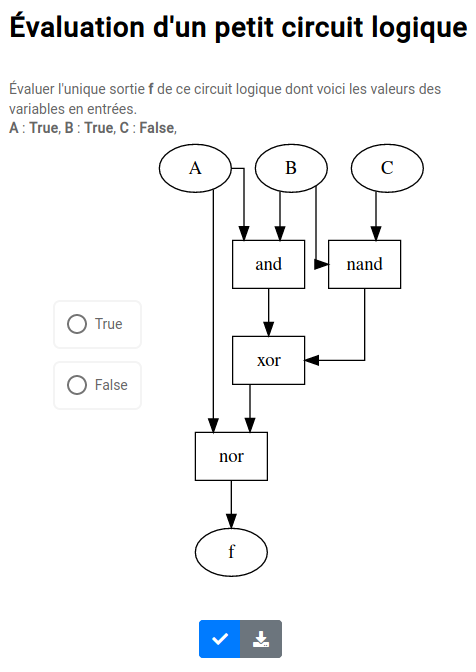 Évaluation d'un petit circuit logique
Évaluer l'unique sortie f de ce circuit logique dont voici les valeurs des
variables en entrées.
A : True, B : True, C : False,
A B C
and nand
True
xor
False
nor
f